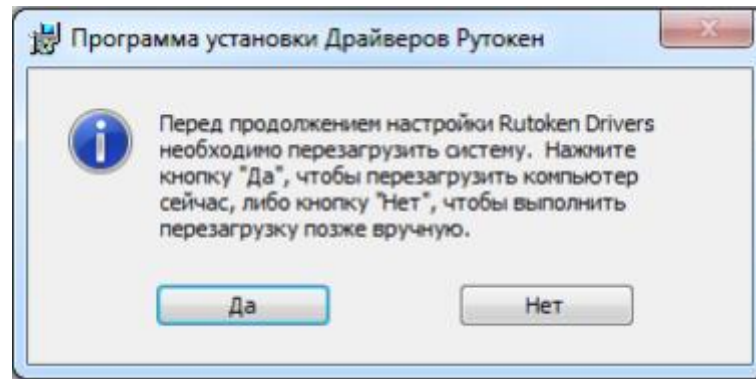 Программа установки Драйверов Рутокен
Перед продолжением настройки Rutoken Drivers
необходимо перезагрузить систему. Нажмите
кнопку "Да", чтобы перезагрузить компьютер
сейчас, либо кнопку "Нет", чтобы выполнить
перезагрузку позже вручную.
Да
Нет